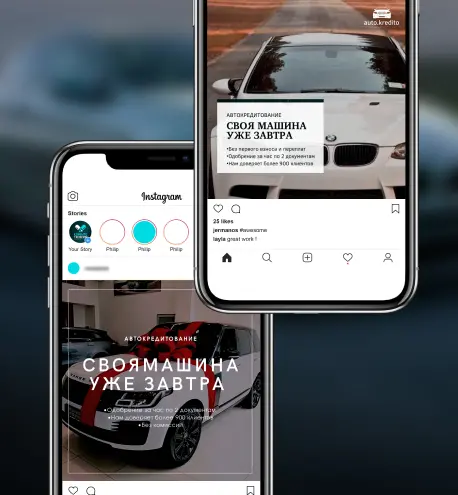 auto.kredito
АВТОКРЕДИТОВАНИЕ
СВОЯ МАШИНА
УЖЕ ЗАВТРА
•Без первого взноса и переплат
•Одобрение за час по 2 документам
•Нам доверяет более 900 клиентов
25 likes
jermanos #awesome
layla great work !
Instagram
Stories
Your Story Philip Philip Philip
АВТОКРЕДИТОВАНИЕ
СВОЯМАШИНА
УЖЕ ЗАВТРА
•Одобрение за час по 2 документам
•Нам доверяет более 900 клиентов
•Без комиссий